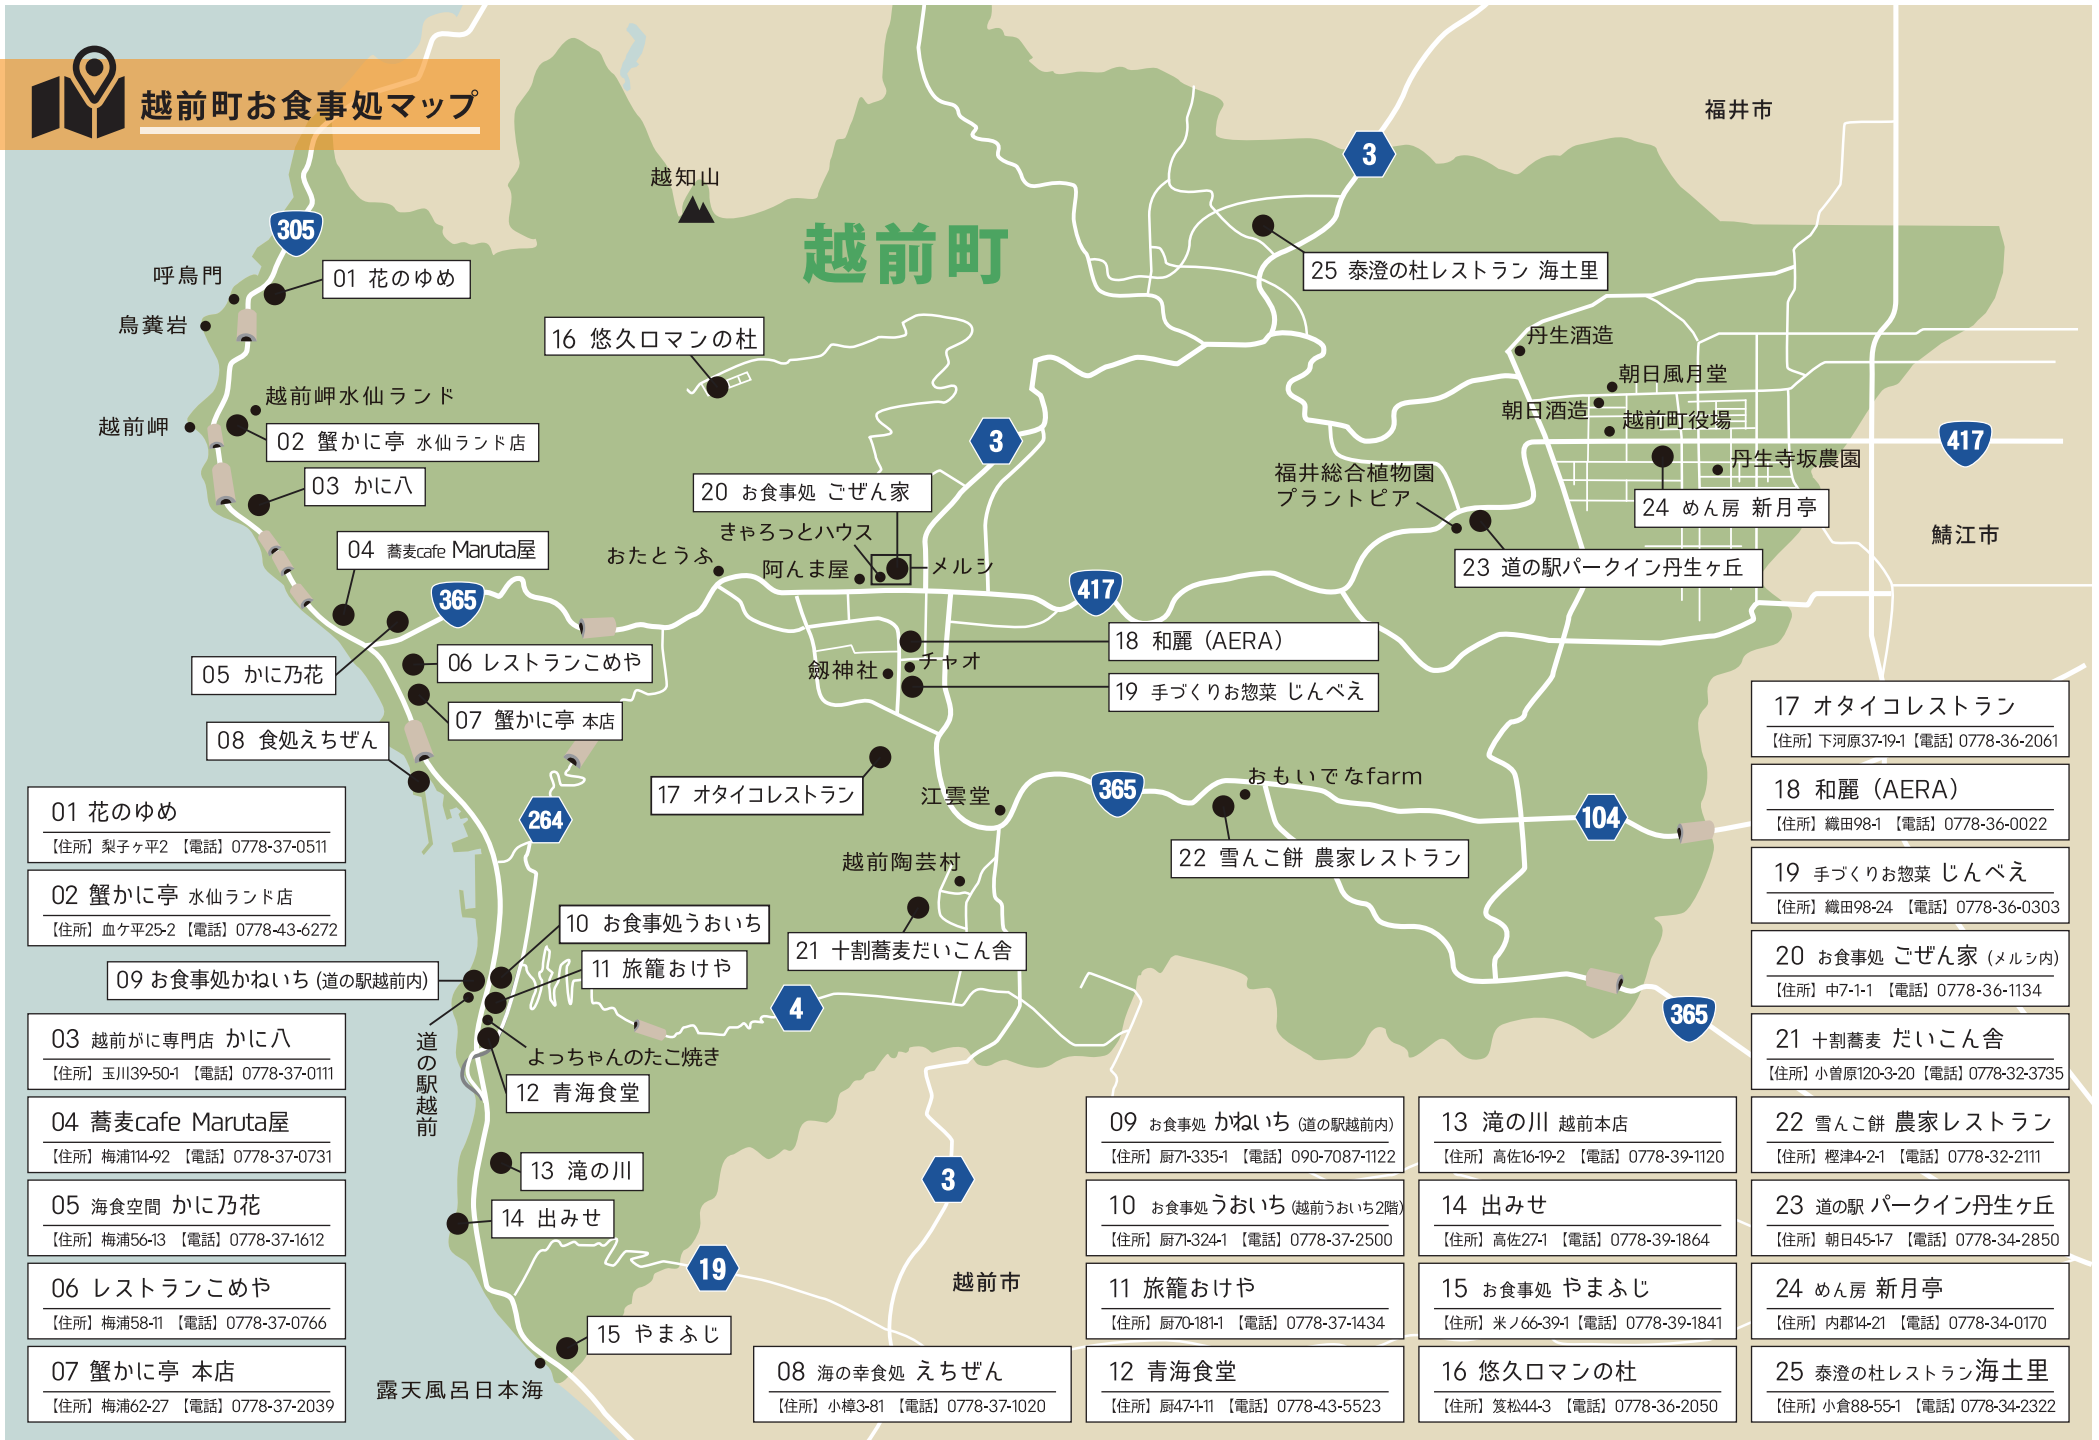 越前町お食事処マップ
福井市
越知山
越前町
3
305
呼鳥門
01 花のゆめ
鳥糞岩
25 泰澄の杜レストラン 海土里
16 悠久ロマンの杜
丹生酒造
朝日風月堂
朝日酒造
越前町役場
越前岬水仙ランド
越前岬
02 蟹かに亭 水仙ランド店
3
417
丹生寺坂農園
03 かに八
20 お食事処 ごぜん家
福井総合植物園
プラントピア
24 めん房 新月亭
鯖江市
きゃろっとハウス
04 蕎麦cafe Maruta屋
おたとうふ
阿んま屋
メルシ
23 道の駅パークイン丹生ヶ丘
365
417
18 和麗（AERA）
劔神社
チャオ
05 かに乃花
06 レストランこめや
19 手づくりお惣菜 じんべえ
07 蟹かに亭 本店
08 食処えちぜん
17 オタイコレストラン
江雲堂
365
おもいでなfarm
264
104
22 雪んこ餅 農家レストラン
越前陶芸村
10 お食事処うおいち
21 十割蕎麦だいこん舎
11 旅籠おけや
09 お食事処かねいち (道の駅越前内)
4
365
道の駅越前
よっちゃんのたこ焼き
12 青海食堂
13 滝の川
3
14 出みせ
19
越前市
15 やまふじ
露天風呂日本海
01 花のゆめ
【住所】梨子ヶ平2 【電話】0778-37-0511
02 蟹かに亭 水仙ランド店
【住所】血ケ平25-2 【電話】0778-43-6272
03 越前がに専門店 かに八
【住所】玉川39-50-1 【電話】0778-37-0111
04 蕎麦cafe Maruta屋
【住所】梅浦114-92 【電話】0778-37-0731
05 海食空間 かに乃花
【住所】梅浦56-13 【電話】0778-37-1612
06 レストランこめや
【住所】梅浦58-11 【電話】0778-37-0766
07 蟹かに亭 本店
【住所】梅浦62-27 【電話】0778-37-2039
08 海の幸食処 えちぜん
【住所】小樟3-81 【電話】0778-37-1020
09 お食事処 かねいち (道の駅越前内)
【住所】厨71-335-1 【電話】090-7087-1122
10 お食事処 うおいち (越前うおいち2階)
【住所】厨71-324-1 【電話】0778-37-2500
11 旅籠おけや
【住所】厨70-181-1 【電話】0778-37-1434
12 青海食堂
【住所】厨47-1-11 【電話】0778-43-5523
13 滝の川 越前本店
【住所】高佐16-19-2 【電話】0778-39-1120
14 出みせ
【住所】高佐27-1 【電話】0778-39-1864
15 お食事処 やまふじ
【住所】米ノ66-39-1 【電話】0778-39-1841
16 悠久ロマンの杜
【住所】笈松44-3 【電話】0778-36-2050
17 オタイコレストラン
【住所】下河原37-19-1 【電話】0778-36-2061
18 和麗（AERA）
【住所】織田98-1 【電話】0778-36-0022
19 手づくりお惣菜 じんべえ
【住所】織田98-24 【電話】0778-36-0303
20 お食事処 ごぜん家 (メルシ内)
【住所】中7-1-1 【電話】0778-36-1134
21 十割蕎麦 だいこん舎
【住所】小曽原120-3-20 【電話】0778-32-3735
22 雪んこ餅 農家レストラン
【住所】樫津4-2-1 【電話】0778-32-2111
23 道の駅 パークイン丹生ヶ丘
【住所】朝日45-1-7 【電話】0778-34-2850
24 めん房 新月亭
【住所】内郡14-21 【電話】0778-34-0170
25 泰澄の杜レストラン 海土里
【住所】小倉88-55-1 【電話】0778-34-2322